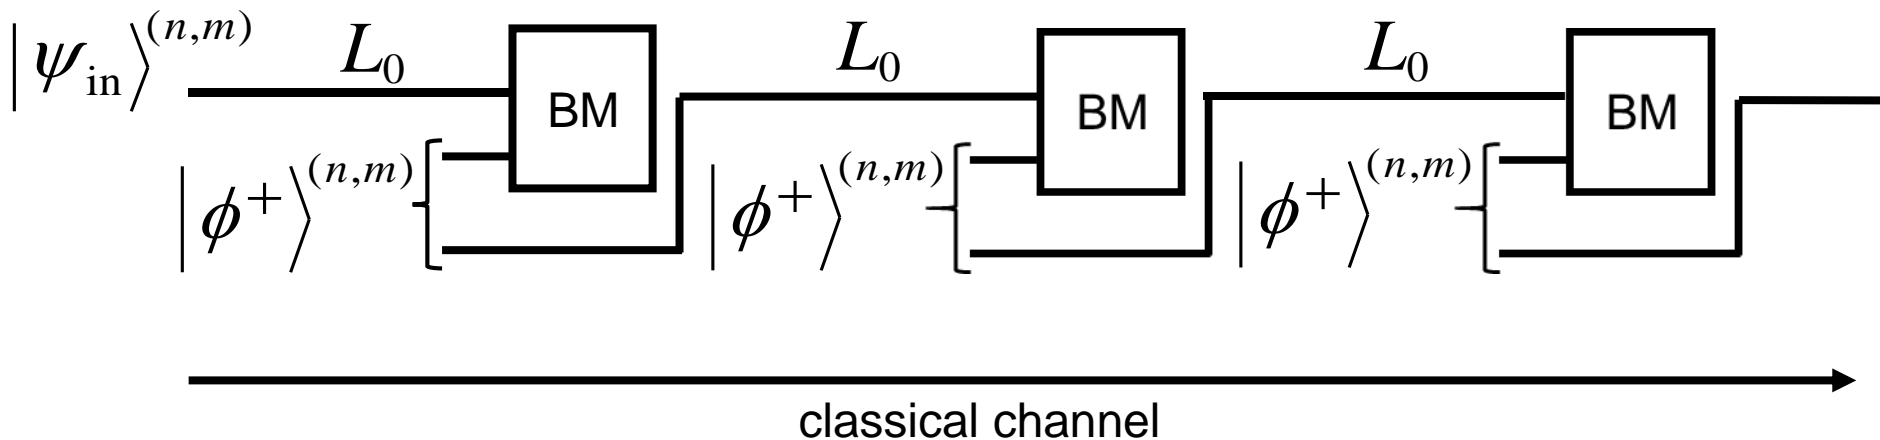 |ψ_in⟩^(n,m) L_0 BM L_0 BM L_0 BM
|ϕ^+⟩^(n,m) |ϕ^+⟩^(n,m) |ϕ^+⟩^(n,m)
classical channel